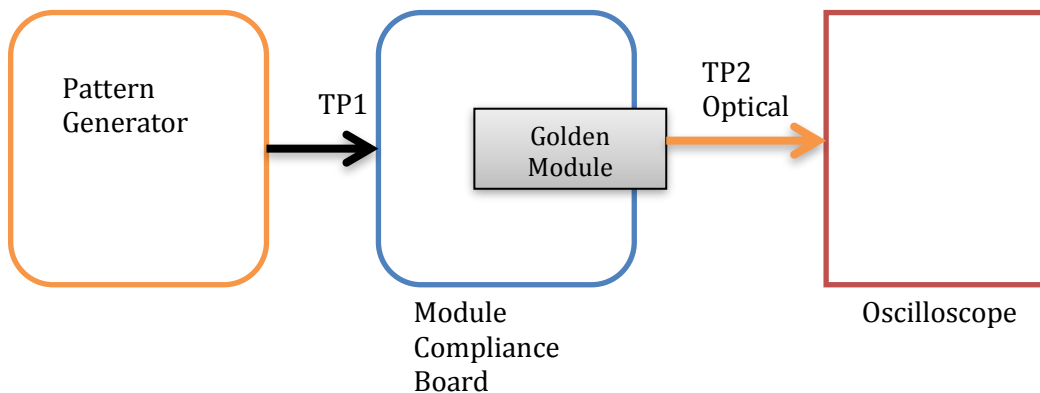 Pattern
Generator
TP1
Golden
Module
TP2
Optical
Module
Compliance
Board
Oscilloscope